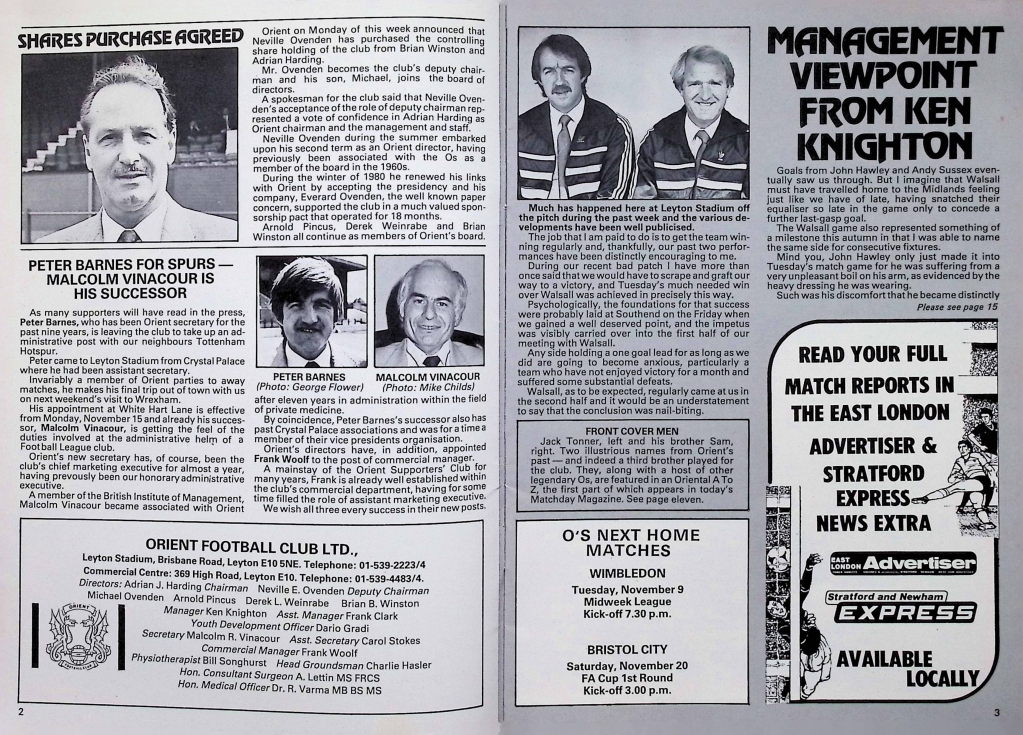 SHARES PURCHASE AGREED
Orient on Monday of this week announced that
Neville Ovenden has purchased the controlling
share holding of the club from Brian Winston and
Adrian Harding.
Mr. Ovenden becomes the club's deputy chair-
man and his son, Michael, joins the board of
directors.
A spokesman for the club said that Neville Oven-
den's acceptance of the role of deputy chairman rep-
resented a vote of confidence in Adrian Harding as
Orient chairman and the management and staff.
Neville Ovenden during the summer embarked
upon his second term as an Orient director, having
previously been associated with the Os as a
member of the board in the 1960s.
During the winter of 1980 he renewed his links
with Orient by accepting the presidency and his
company, Everard Ovenden, the well known paper
concern, supported the club in a much valued spon-
sorship pact that operated for 18 months.
Arnold Pincus, Derek Weinrabe and Brian
Winston all continue as members of Orient's board.
PETER BARNES FOR SPURS —
MALCOLM VINACOUR IS
HIS SUCCESSOR
As many supporters will have read in the press,
Peter Barnes, who has been Orient secretary for the
past nine years, is leaving the club to take up an ad-
ministrative post with our neighbours Tottenham
Hotspur.
Peter came to Leyton Stadium from Crystal Palace
where he had been assistant secretary.
Invariably a member of Orient parties to away
matches, he makes his final trip out of town with us
on next weekend's visit to Wrexham.
His appointment at White Hart Lane is effective
from Monday, November 15 and already his succes-
sor, Malcolm Vinacour, is getting the feel of the
duties involved at the administrative helm of a
Football League club.
Orient's new secretary has, of course, been the
club's chief marketing executive for almost a year,
having prevously been our honorary administrative
executive.
A member of the British Institute of Management,
Malcolm Vinacour became associated with Orient
PETER BARNES
(Photo: George Flower)
MALCOLM VINACOUR
(Photo: Mike Childs)
after eleven years in administration within the field
of private medicine.
By coincidence, Peter Barnes's successor also has
past Crystal Palace associations and was for a time a
member of their vice presidents organisation.
Orient's directors have, in addition, appointed
Frank Woolf to the post of commercial manager.
A mainstay of the Orient Supporters' Club for
many years, Frank is already well established within
the club's commercial department, having for some
time filled the role of assistant marketing executive.
We wish all three every success in their new posts.
ORIENT FOOTBALL CLUB LTD.,
Leyton Stadium, Brisbane Road, Leyton E10 5NE. Telephone: 01-539-2223/4
Commercial Centre: 369 High Road, Leyton E10. Telephone: 01-539-4483/4.
Directors: Adrian J. Harding Chairman Neville E. Ovenden Deputy Chairman
Michael Ovenden Arnold Pincus Derek L. Weinrabe Brian B. Winston
Manager Ken Knighton Asst. Manager Frank Clark
Youth Development Officer Dario Gradi
Secretary Malcolm R. Vinacour Asst. Secretary Carol Stokes
Commercial Manager Frank Woolf
Physiotherapist Bill Songhurst Head Groundsman Charlie Hasler
Hon. Consultant Surgeon A. Lettin MS FRCS
Hon. Medical Officer Dr. R. Varma MB BS MS
ORIENT
2
MANAGEMENT
VIEWPOINT
FROM KEN
KNIGHTON
Much has happened here at Leyton Stadium off
the pitch during the past week and the various de-
velopments have been well publicised.
The job that I am paid to do is to get the team win-
ning regularly and, thankfully, our past two perfor-
mances have been distinctly encouraging to me.
During our recent bad patch I have more than
once said that we would have to scrape and graft our
way to a victory, and Tuesday's much needed win
over Walsall was achieved in precisely this way.
Psychologically, the foundations for that success
were probably laid at Southend on the Friday when
we gained a well deserved point, and the impetus
was visibly carried over into the first half of our
meeting with Walsall.
Any side holding a one goal lead for as long as we
did are going to become anxious, particularly a
team who have not enjoyed victory for a month and
suffered some substantial defeats.
Walsall, as to be expected, regularly came at us in
the second half and it would be an understatement
to say that the conclusion was nail-biting.
Goals from John Hawley and Andy Sussex even-
tually saw us through. But I imagine that Walsall
must have travelled home to the Midlands feeling
just like we have of late, having snatched their
equaliser so late in the game only to concede a
further last-gasp goal.
The Walsall game also represented something of
a milestone this autumn in that I was able to name
the same side for consecutive fixtures.
Mind you, John Hawley only just made it into
Tuesday's match game for he was suffering from a
very unpleasant boil on his arm, as evidenced by the
heavy dressing he was wearing.
Such was his discomfort that he became distinctly
Please see page 15
FRONT COVER MEN
Jack Tonner, left and his brother Sam,
right. Two illustrious names from Orient's
past — and indeed a third brother played for
the club. They, along with a host of other
legendary Os, are featured in an Oriental A To
Z, the first part of which appears in today's
Matchday Magazine. See page eleven.
O'S NEXT HOME
MATCHES
WIMBLEDON
Tuesday, November 9
Midweek League
Kick-off 7.30 p.m.
BRISTOL CITY
Saturday, November 20
FA Cup 1st Round
Kick-off 3.00 p.m.
READ YOUR FULL
MATCH REPORTS IN
THE EAST LONDON
ADVERTISER &
STRATFORD
EXPRESS
NEWS EXTRA
EAST LONDON Advertiser
Stratford and Newham
EXPRESS
AVAILABLE
LOCALLY
3